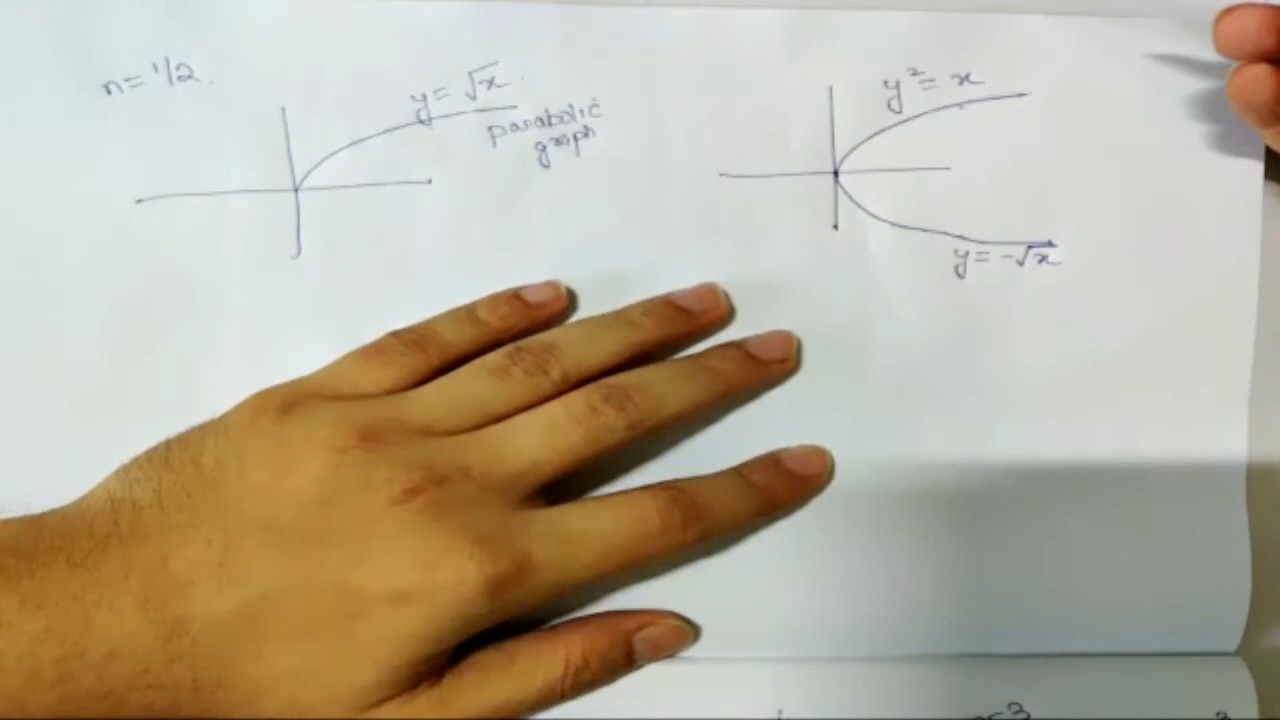 n= 1/2.
y = √x.
parabolic
graph
y² = x
y = -√x